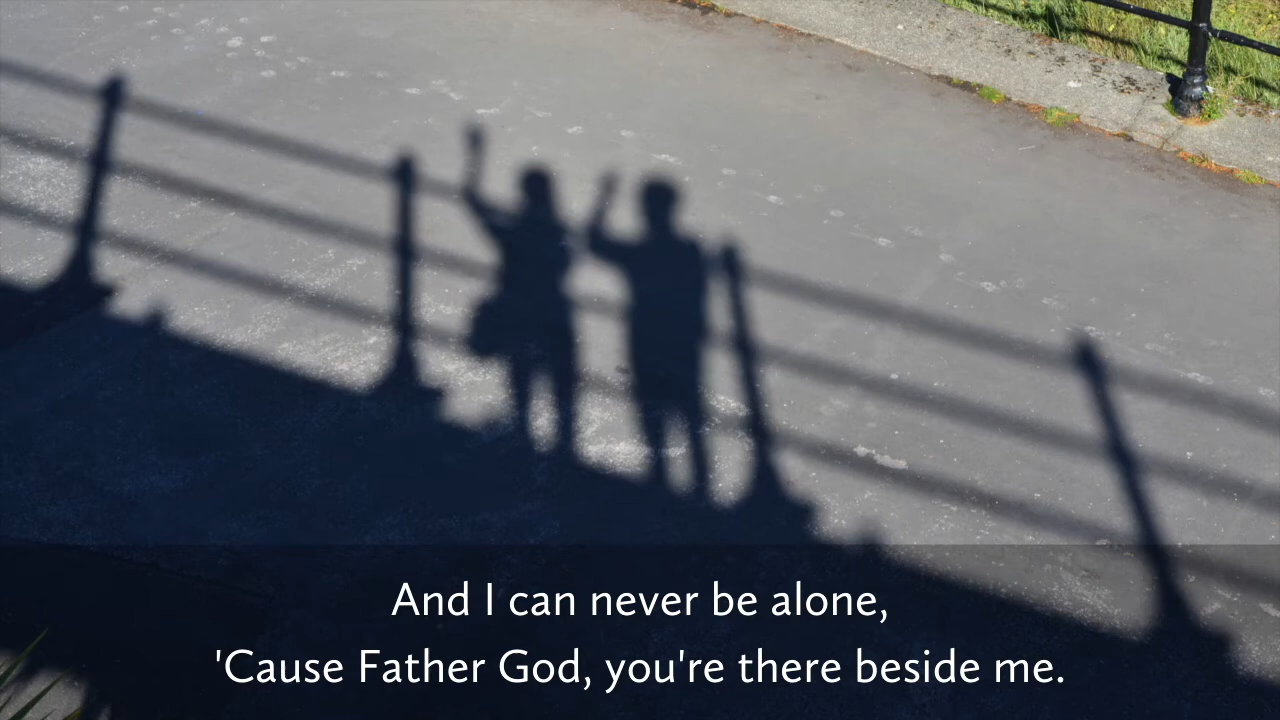 And I can never be alone,
'Cause Father God, you're there beside me.